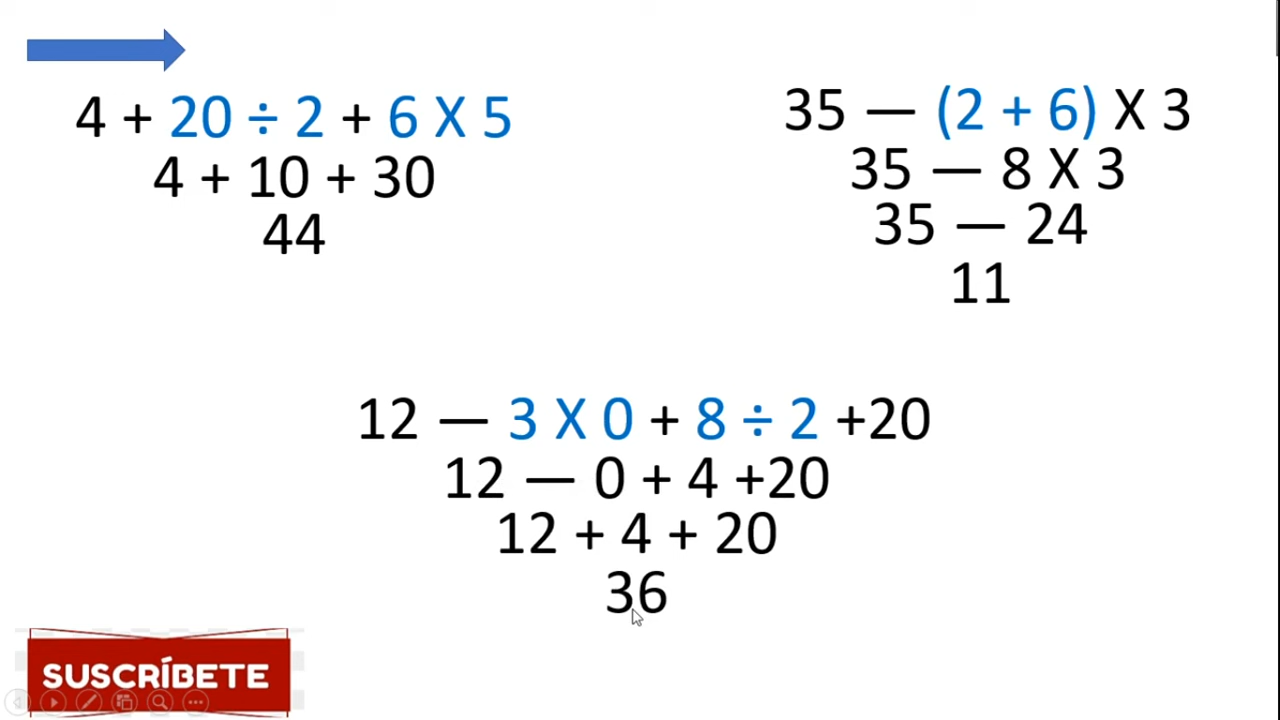 4 + 20 ÷ 2 + 6 X 5
4 + 10 + 30
44
35 — (2 + 6) X 3
35 — 8 X 3
35 — 24
11
12 — 3 X 0 + 8 ÷ 2 +20
12 — 0 + 4 +20
12 + 4 + 20
36
SUSCRÍBETE